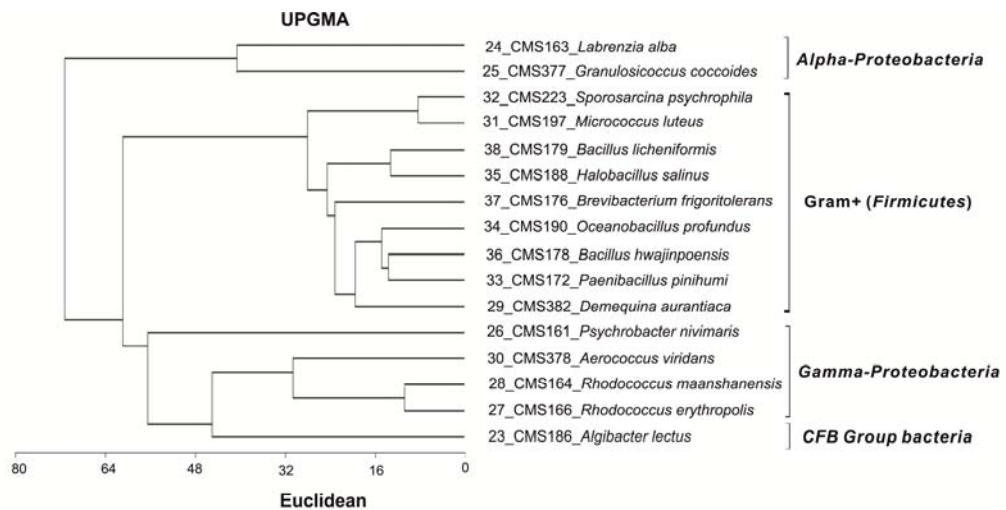 UPGMA
24_CMS163_Labrenzia alba
25_CMS377_Granulosicoccus coccoides
Alpha-Proteobacteria
32_CMS223_Sporosarcina psychrophila
31_CMS197_Micrococcus luteus
38_CMS179_Bacillus licheniformis
35_CMS188_Halobacillus salinus
37_CMS176_Brevibacterium frigoritolerans
34_CMS190_Oceanobacillus profundus
36_CMS178_Bacillus hwajinpoensis
33_CMS172_Paenibacillus pinihumi
29_CMS382_Demequina aurantiaca
Gram+ (Firmicutes)
26_CMS161_Psychrobacter nivimaris
30_CMS378_Aerococcus viridans
28_CMS164_Rhodococcus maanshanensis
27_CMS166_Rhodococcus erythropolis
Gamma-Proteobacteria
23_CMS186_Algibacter lectus
CFB Group bacteria
80 64 48 32 16 0
Euclidean